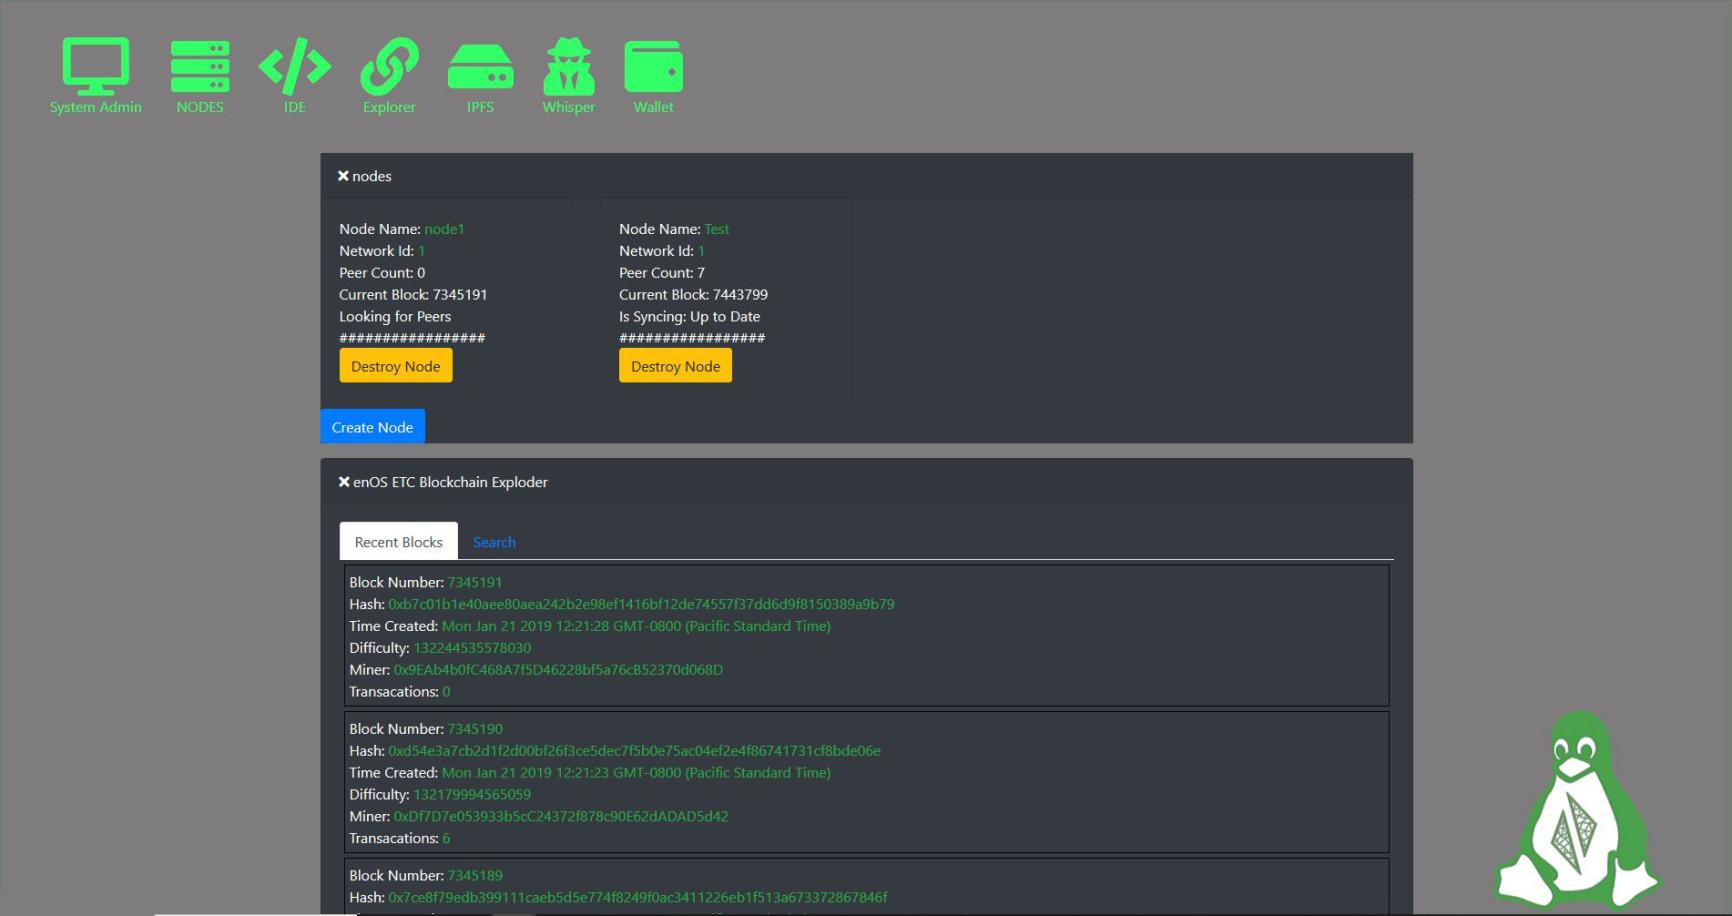 System Admin NODES IDE Explorer IPFS Whisper Wallet
nodes
Node Name: node1
Network Id: 1
Peer Count: 0
Current Block: 7345191
Looking for Peers
#################
Destroy Node
Node Name: Test
Network Id: 1
Peer Count: 7
Current Block: 7443799
Is Syncing: Up to Date
#################
Destroy Node
Create Node
enOS ETC Blockchain Exploder
Recent Blocks Search
Block Number: 7345191
Hash: 0xb7c01b1e40aee80aea242b2e98ef1416bf12de74557f37dd6d9f8150389a9b79
Time Created: Mon Jan 21 2019 12:21:28 GMT-0800 (Pacific Standard Time)
Difficulty: 132244535578030
Miner: 0x9EAb4b0fC468A7f5D46228bf5a76cB52370d068D
Transacations: 0
Block Number: 7345190
Hash: 0xd54e3a7cb2d1f2d00bf26f3ce5dec7f5b0e75ac04ef2e4f86741731cf8bde06e
Time Created: Mon Jan 21 2019 12:21:23 GMT-0800 (Pacific Standard Time)
Difficulty: 132179994565059
Miner: 0xDf7D7e053933b5cC24372f878c90E62dADAD5d42
Transacations: 6
Block Number: 7345189
Hash: 0x7ce8f79edb399111caeb5d5e774f8249f0ac3411226eb1f513a673372867846f